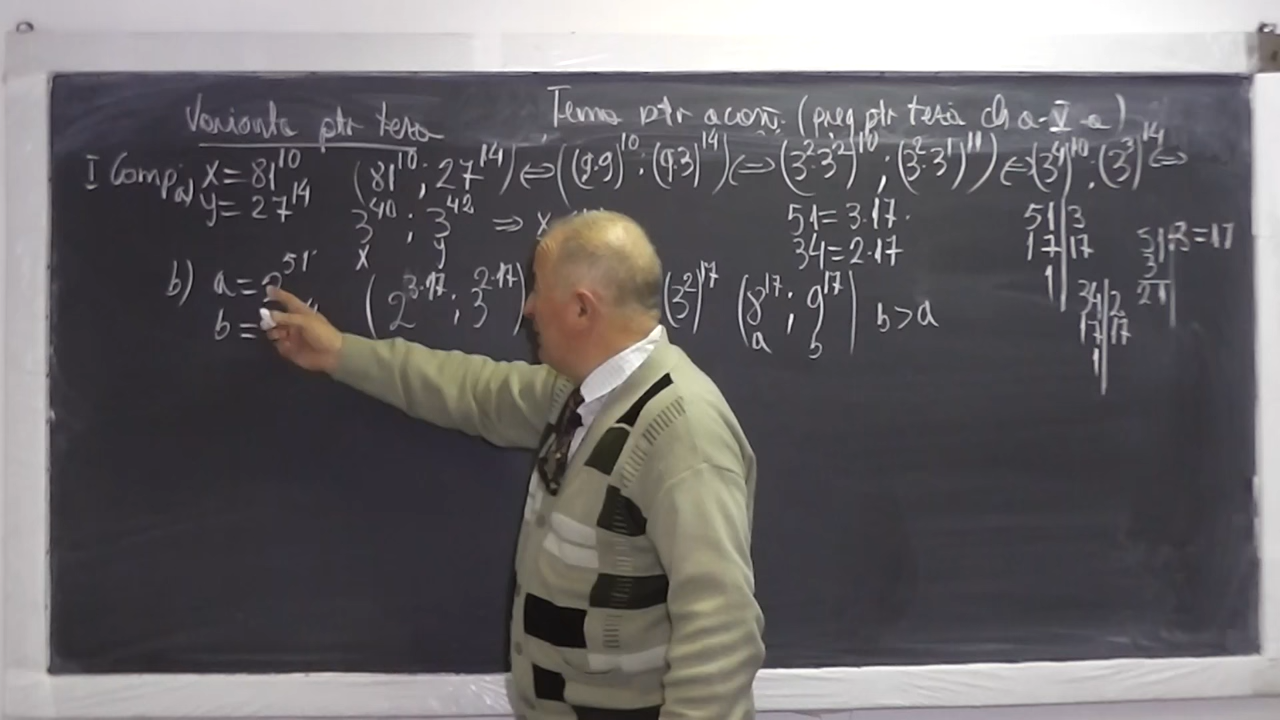 Varianta ptr teza
Tema ptr acasă (preg ptr teză cls a-V-a)
I Comp a) x = 81^10 (81^10 ; 27^14) ⇔ ((9·9)^10 ; (9·3)^14) ⇔ (3^2·3^2)^10 ; (3^2·3^1)^11) ⇔ (3^4)^10 , (3^3)^14 ⇔
y = 27^14 3^40 ; 3^42 ⇒ x
x y
51 = 3·17
34 = 2·17
51 | 3
17 | 17
1 |
51 : 3 = 17
3
21
34 | 2
17 | 17
1 |
b) a = 2^51 (2^3·17 ; 3^2·17) (3^2)^17 (8^17 ; 9^17) b > a
b = a b